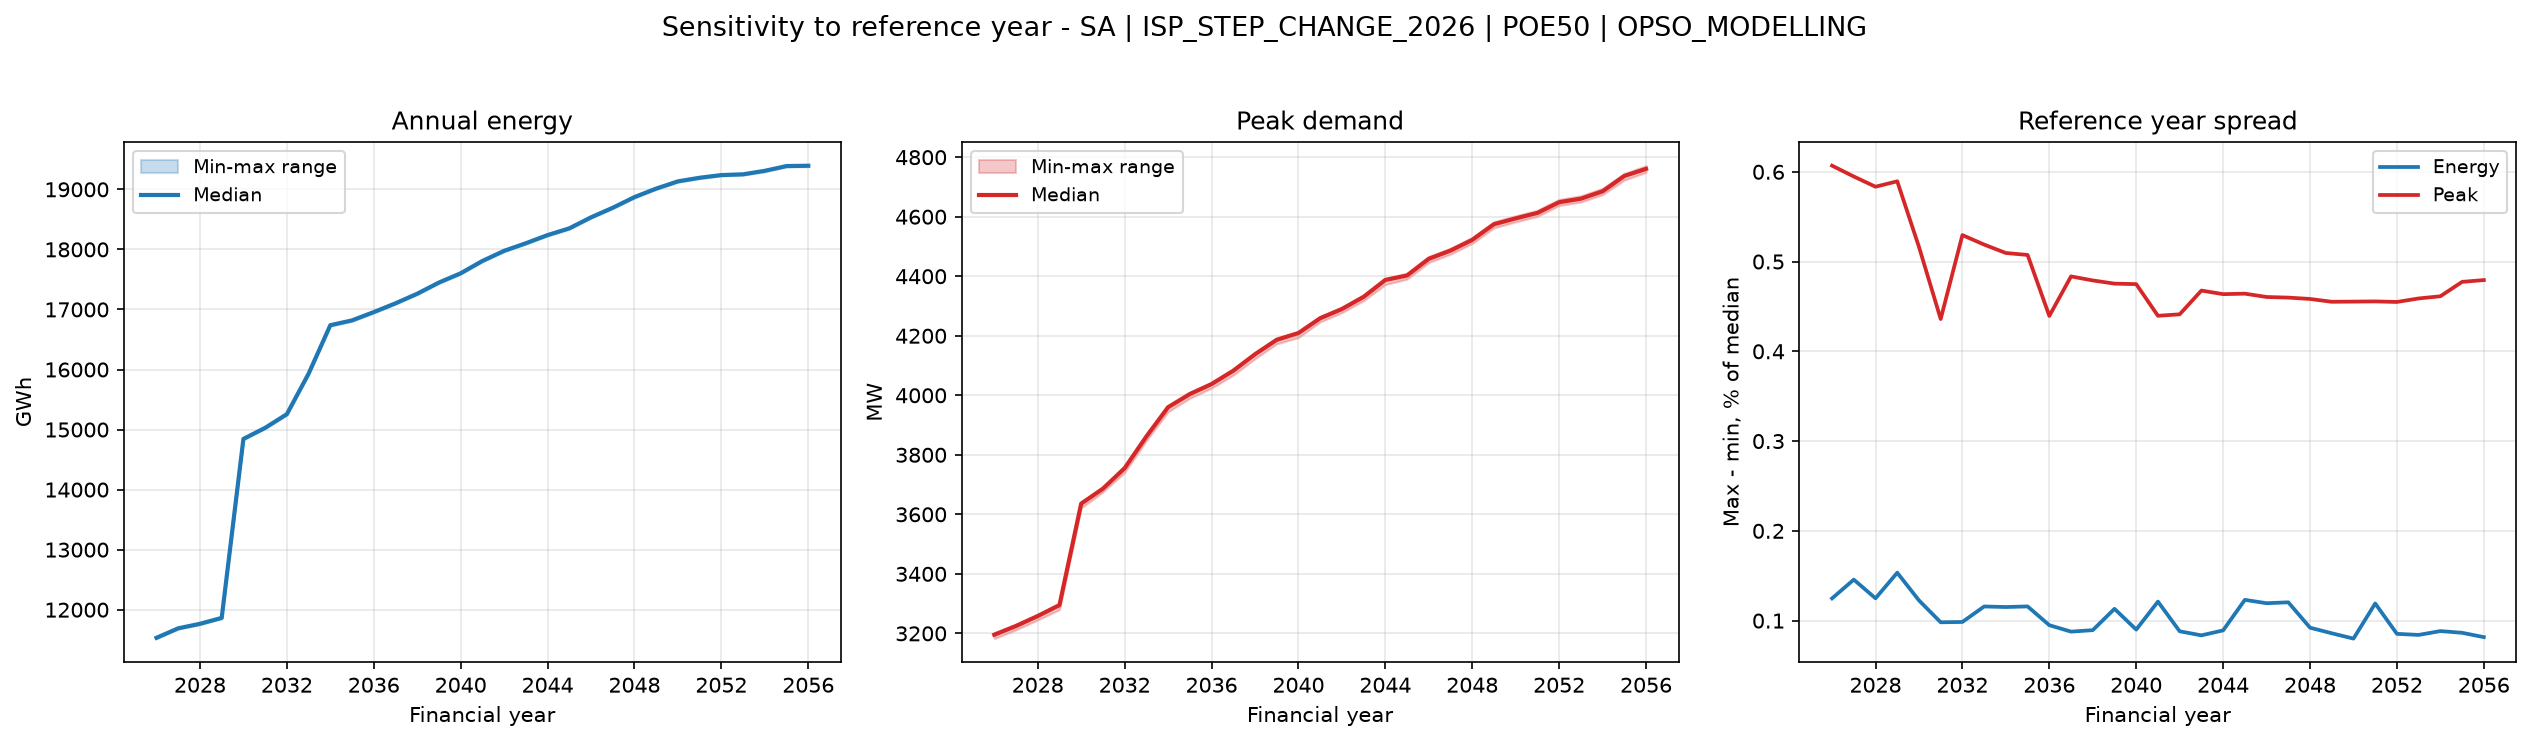 Sensitivity to reference year - SA | ISP_STEP_CHANGE_2026 | POE50 | OPSO_MODELLING
Annual energy
Min-max range
Median
GWh
19000
18000
17000
16000
15000
14000
13000
12000
2028 2032 2036 2040 2044 2048 2052 2056
Financial year
Peak demand
Min-max range
Median
MW
4800
4600
4400
4200
4000
3800
3600
3400
3200
2028 2032 2036 2040 2044 2048 2052 2056
Financial year
Reference year spread
Energy
Peak
Max - min, % of median
0.6
0.5
0.4
0.3
0.2
0.1
2028 2032 2036 2040 2044 2048 2052 2056
Financial year